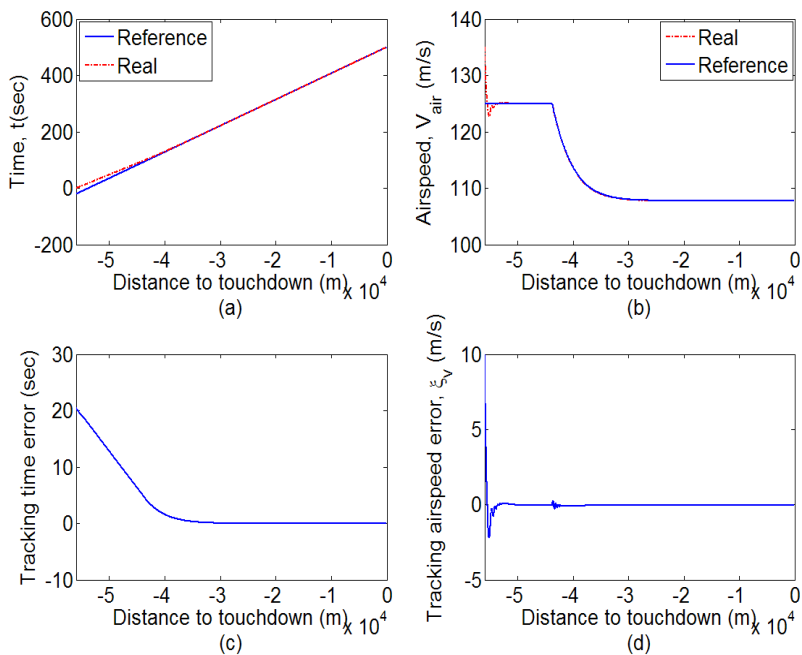 600
400
200
0
-200
Time, t(sec)
Reference
Real
-5
-4
-3
-2
-1
0
Distance to touchdown (m)
x 10^4
(a)
140
130
120
110
100
Airspeed, V_air (m/s)
Real
Reference
-5
-4
-3
-2
-1
0
Distance to touchdown (m)
x 10^4
(b)
30
20
10
0
-10
Tracking time error (sec)
-5
-4
-3
-2
-1
0
Distance to touchdown (m)
x 10^4
(c)
10
5
0
-5
Tracking airspeed error, ξ_v (m/s)
-5
-4
-3
-2
-1
0
Distance to touchdown (m)
x 10^4
(d)